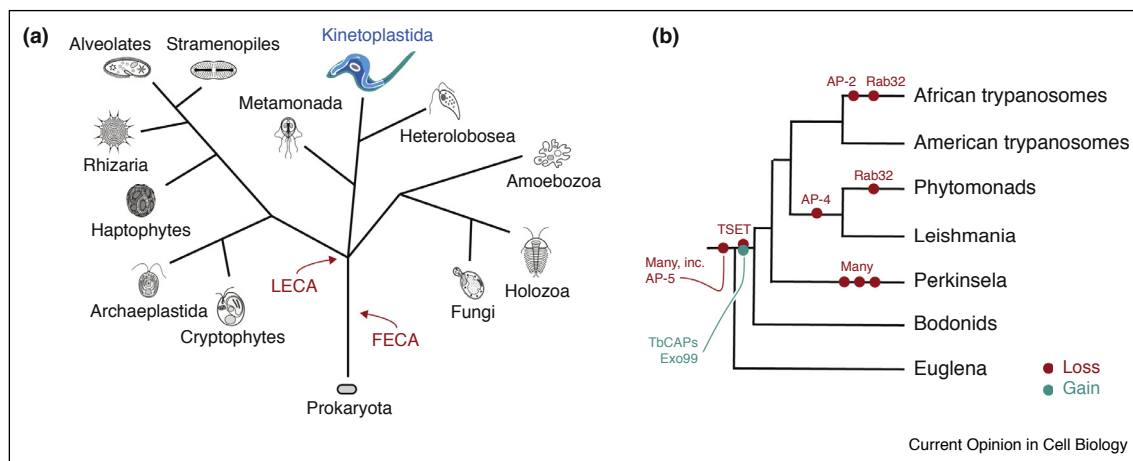 (a)
Alveolates
Stramenopiles
Kinetoplastida
Metamonada
Heterolobosea
Rhizaria
Amoebozoa
Haptophytes
LECA
Archaeplastida
Cryptophytes
Fungi
Holozoa
FECA
Prokaryota
(b)
AP-2 Rab32
African trypanosomes
American trypanosomes
Rab32
Phytomonads
AP-4
TSET
Leishmania
Many, inc.
AP-5
Many
Perkinsela
Bodonids
TbCAPs
Exo99
Euglena
Loss
Gain
Current Opinion in Cell Biology